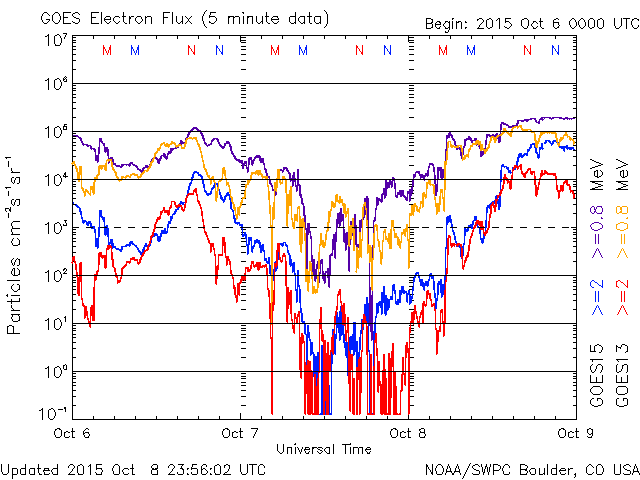 GOES Electron Flux (5 minute data)
Begin: 2015 Oct 6 0000 UTC
10^7
M M N N M M N N M M N N
10^6
10^5
10^4
10^3
10^2
10^1
10^0
10^-1
Particles cm^-2 s^-1 sr^-1
GOES15 >=2 >=0.8 MeV
GOES13 >=2 >=0.8 MeV
Oct 6 Oct 7 Oct 8 Oct 9
Universal Time
Updated 2015 Oct 8 23:56:02 UTC
NOAA/SWPC Boulder, CO USA